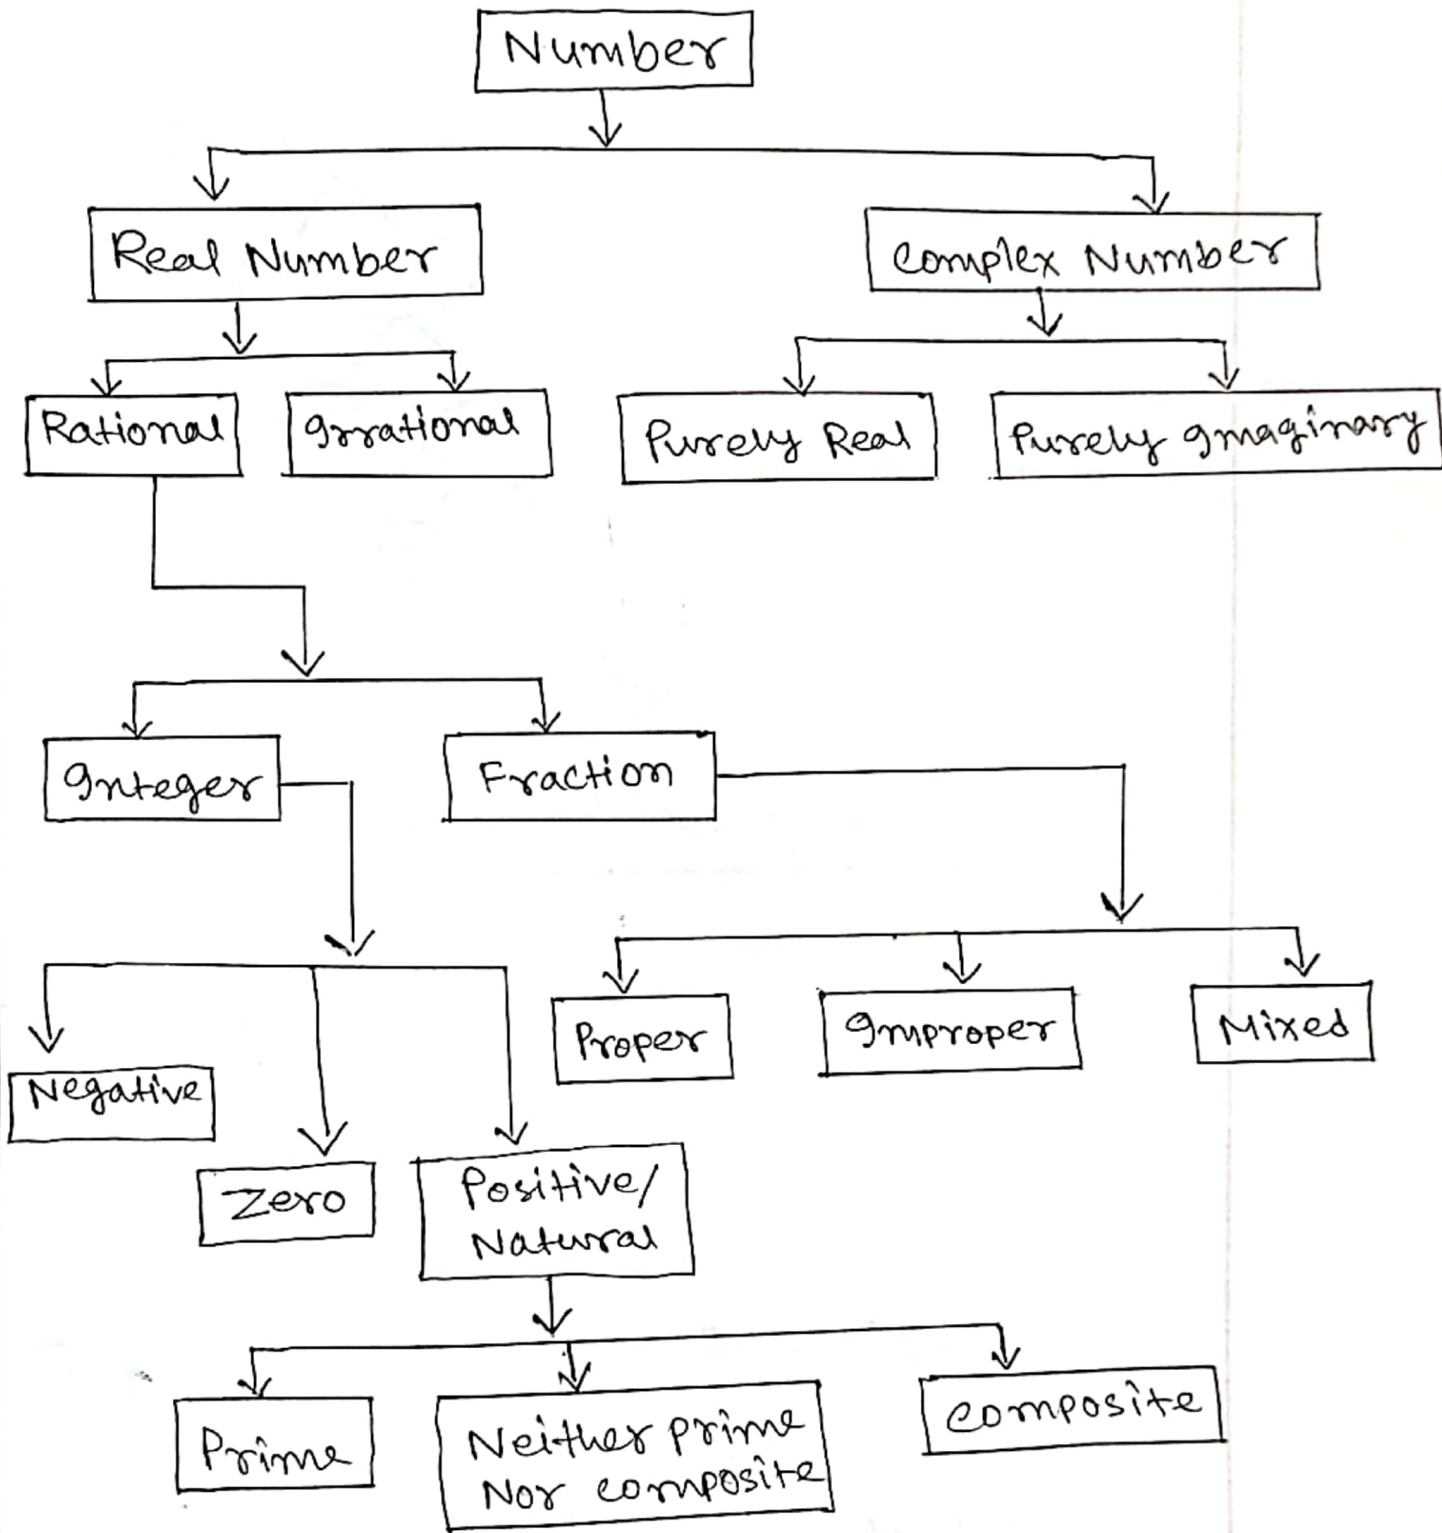 Number
Real Number
Complex Number
Rational
Irrational
Purely Real
Purely Imaginary
Integer
Fraction
Negative
Zero
Positive/
Natural
Proper
Improper
Mixed
Prime
Neither prime
Nor composite
composite